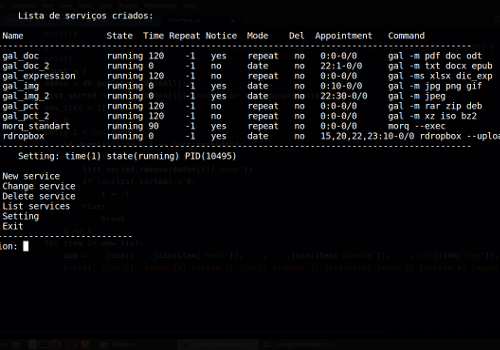 Lista de serviços criados:
Name State Time Repeat Notice Mode Del Appointment Command
gal_doc running 120 -1 yes repeat no 0:0-0/0 gal -m pdf doc odt
gal_doc_2 running 0 -1 no date no 22:1-0/0 gal -m txt docx epub
gal_expression running 120 -1 no repeat no 0:0-0/0 gal -ms xlsx dic_exp
gal_img running 0 -1 yes date no 0:10-0/0 gal -m jpg png gif
gal_img_2 running 0 -1 yes date no 22:30-0/0 gal -m jpeg
gal_pct running 120 -1 no repeat no 0:0-0/0 gal -m rar zip deb
gal_pct_2 running 120 -1 no repeat no 0:0-0/0 gal -m xz iso bz2
morq_standart running 90 -1 yes repeat no 0:0-0/0 morq --exec
rdropbox running 0 -1 yes date no 15,20,22,23:10-0/0 rdropbox --uploa
Setting: time(1) state(running) PID(10495)
New service
Change service
Delete service
List services
Setting
Exit
ion: